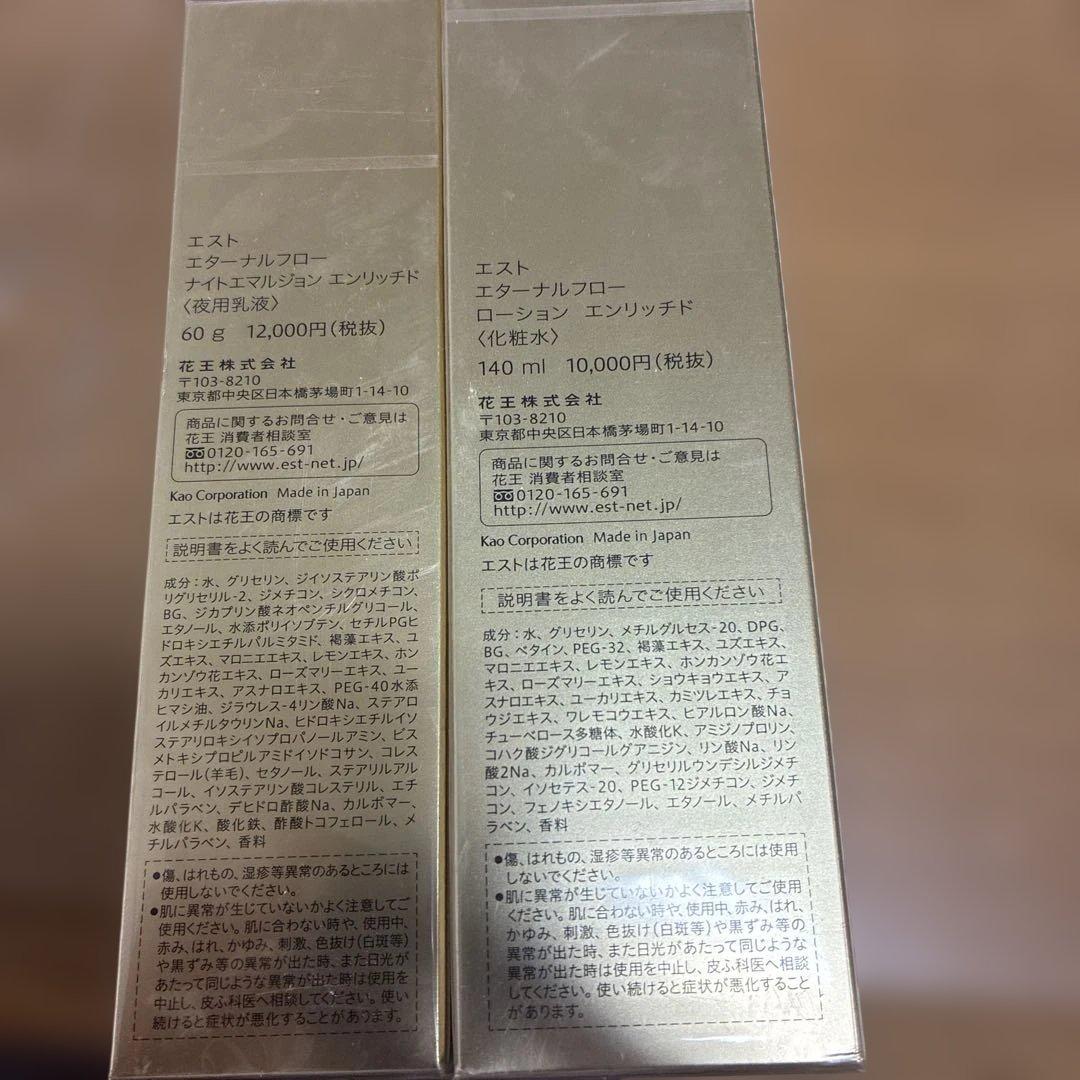 エスト
エターナルフロー
ナイトエマルジョン エンリッチド
〈夜用乳液〉
60 g 12,000円(税抜)
花王株式会社
〒103-8210
東京都中央区日本橋茅場町1-14-10
商品に関するお問合せ・ご意見は
花王 消費者相談室
0120-165-691
http://www.est-net.jp/
Kao Corporation Made in Japan
エストは花王の商標です
説明書をよく読んでご使用ください
成分：水、グリセリン、ジイソステアリン酸ポ
リグリセリル-2、ジメチコン、シクロメチコン、
BG、ジカプリン酸ネオペンチルグリコール、
エタノール、水添ポリイソブテン、セチルPGヒ
ドロキシエチルパルミタミド、褐藻エキス、ユ
ズエキス、マロニエエキス、レモンエキス、ホン
カンゾウ花エキス、ローズマリーエキス、ユー
カリエキス、アスナロエキス、PEG-40水添
ヒマシ油、ジラウレス-4リン酸Na、ステアロ
イルメチルタウリンNa、ヒドロキシエチルイソ
ステアリロキシイソプロパノールアミン、ビス
メトキシプロピルアミドイソドコサン、コレス
テロール(羊毛)、セタノール、ステアリルアル
コール、イソステアリン酸コレステリル、エチ
ルパラベン、デヒドロ酢酸Na、カルボマー、
水酸化K、酸化鉄、酢酸トコフェロール、メ
チルパラベン、香料
●傷、はれもの、湿疹等異常のあるところには
使用しないでください。
●肌に異常が生じていないかよく注意してご
使用ください。肌に合わない時や、使用中、
赤み、はれ、かゆみ、刺激、色抜け(白斑等)
や黒ずみ等の異常が出た時、また日光が
あたって同じような異常が出た時は使用を
中止し、皮ふ科医へ相談してください。使い
続けると症状が悪化することがあります。
エスト
エターナルフロー
ローション エンリッチド
〈化粧水〉
140 ml 10,000円(税抜)
花王株式会社
〒103-8210
東京都中央区日本橋茅場町1-14-10
商品に関するお問合せ・ご意見は
花王 消費者相談室
0120-165-691
http://www.est-net.jp/
Kao Corporation Made in Japan
エストは花王の商標です
説明書をよく読んでご使用ください
成分：水、グリセリン、メチルグルセス-20、DPG、
BG、ベタイン、PEG-32、褐藻エキス、ユズエキス、
マロニエエキス、レモンエキス、ホンカンゾウ花エ
キス、ローズマリーエキス、ショウキョウエキス、ア
スナロエキス、ユーカリエキス、カミツレエキス、チョ
ウジエキス、ワレモコウエキス、ヒアルロン酸Na、
チューベロース多糖体、水酸化K、アミジノプロリン、
コハク酸ジグリコールグアニジン、リン酸Na、リン
酸2Na、カルボマー、グリセリルウンデシルジメチ
コン、イソセテス-20、PEG-12ジメチコン、ジメチ
コン、フェノキシエタノール、エタノール、メチルパ
ラベン、香料
●傷、はれもの、湿疹等異常のあるところには使用
しないでください。
●肌に異常が生じていないかよく注意してご使用
ください。肌に合わない時や、使用中、赤み、はれ、
かゆみ、刺激、色抜け(白斑等)や黒ずみ等の
異常が出た時、また日光があたって同じような
異常が出た時は使用を中止し、皮ふ科医へ相談
してください。使い続けると症状が悪化すること
があります。